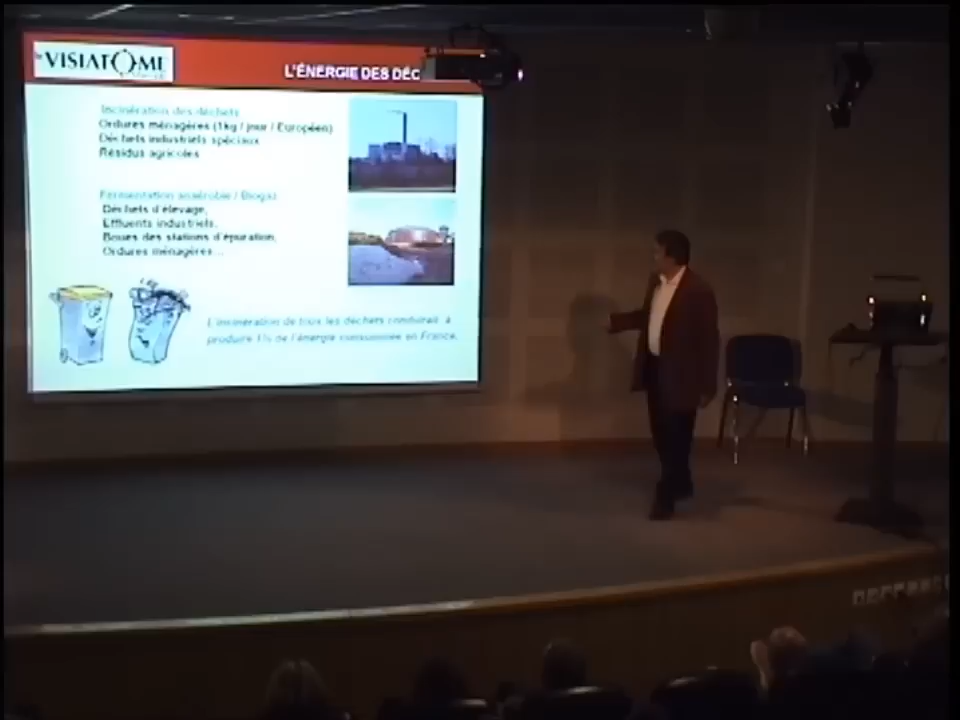 VISIATOME
L'ÉNERGIE DES DÉC
Incinération des déchets
Ordures ménagères (1kg / jour / Européen)
Déchets industriels spéciaux
Résidus agricoles
Fermentation anaérobie / Biogaz
Déchets d'élevage,
Effluents industriels,
Boues des stations d'épuration,
Ordures ménagères...
L'incinération de tous les déchets conduirait à
produire 1% de l'énergie consommée en France.